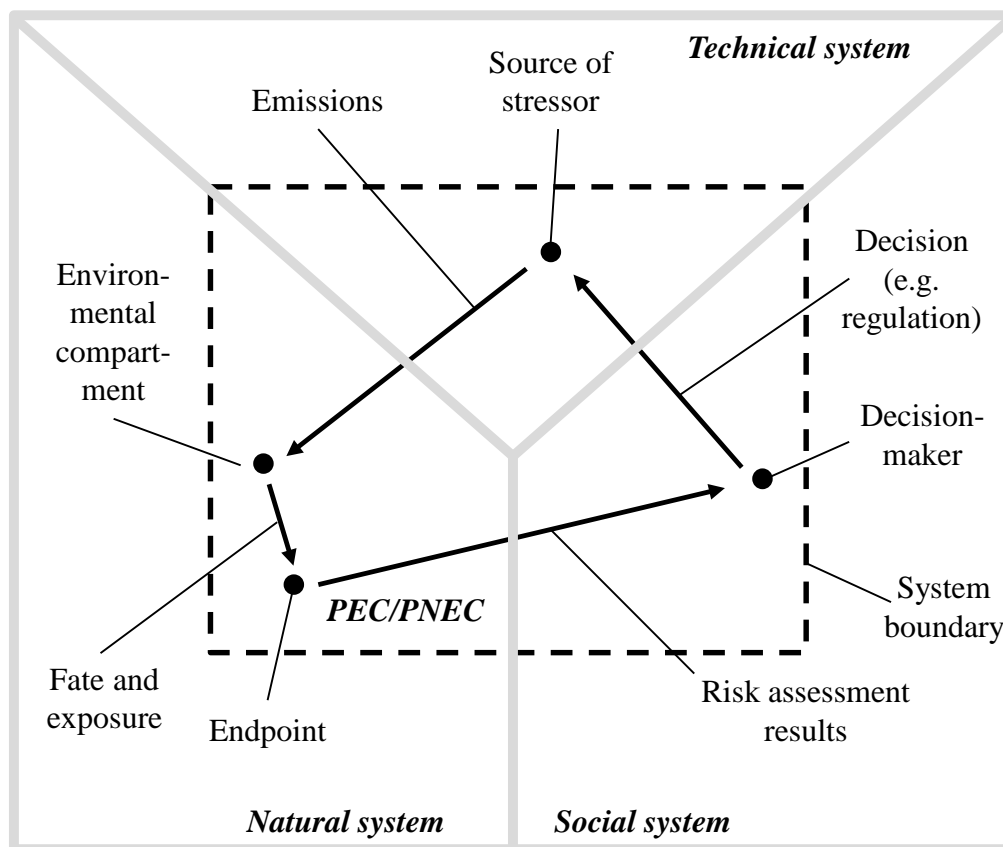 Technical system
Source of
stressor
Emissions
Decision
(e.g.
regulation)
Environ-
mental
compart-
ment
Decision-
maker
PEC/PNEC
System
boundary
Fate and
exposure
Endpoint
Risk assessment
results
Natural system
Social system